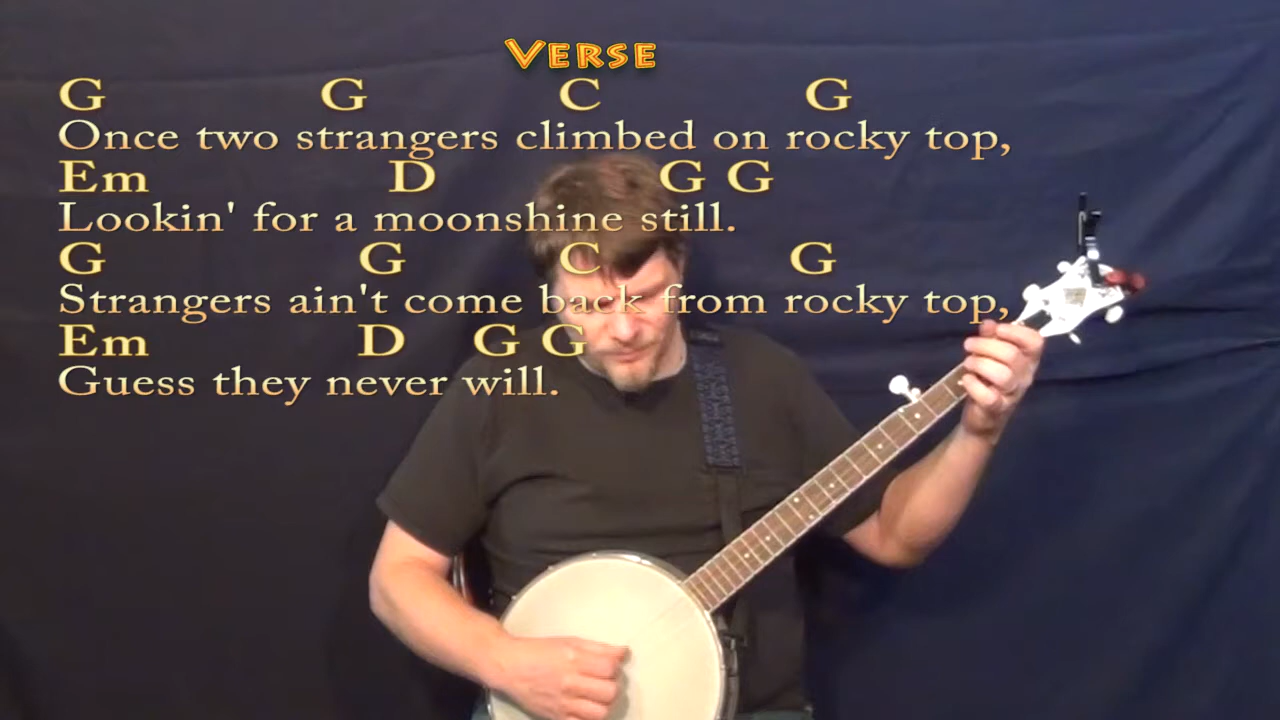 VERSE
G G C G
Once two strangers climbed on rocky top,
Em D G G
Lookin' for a moonshine still.
G G C G
Strangers ain't come back from rocky top,
Em D G G
Guess they never will.